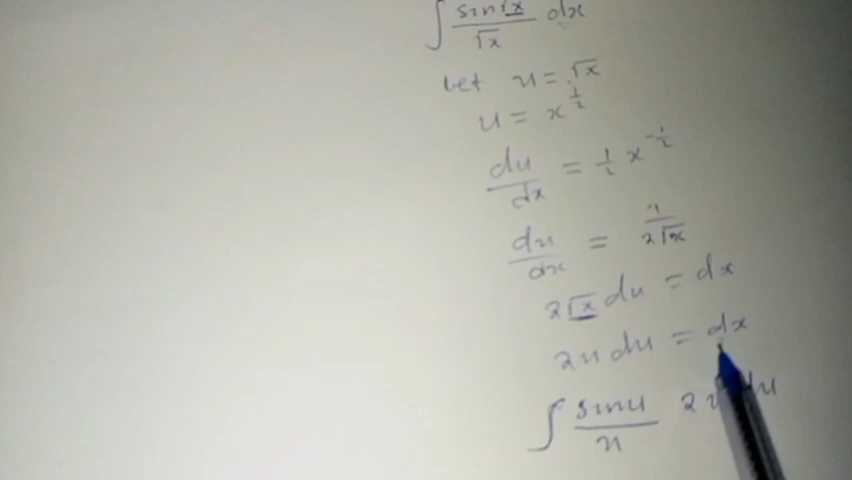 ∫ sin√x / √x dx
Let u = √x
u = x^1/2
du/dx = 1/2 x^-1/2
du/dx = 1 / 2√x
2√x du = dx
2u du = dx
∫ sinu / u 2u du